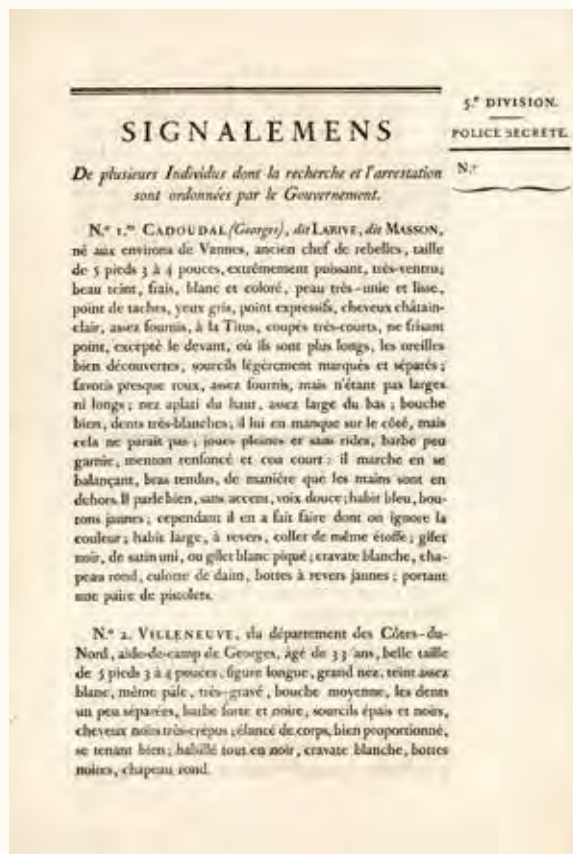 5.e DIVISION.
POLICE SECRÈTE.
N.o
SIGNALEMENS
De plusieurs Individus dont la recherche et l'arrestation
sont ordonnées par le Gouvernement.
N.o 1.er CADOUDAL (Georges), dit LARIVE, dit MASSON,
né aux environs de Vannes, ancien chef de rebelles, taille
de 5 pieds 3 à 4 pouces, extrêmement puissant, très-ventru;
beau teint, frais, blanc et coloré, peau très-unie et lisse,
point de taches, yeux gris, point expressifs, cheveux châtain-
clair, assez fournis, à la Titus, coupés très-courts, ne frisant
point, excepté le devant, où ils sont plus longs, les oreilles
bien découvertes, sourcils légèrement marqués et séparés;
favoris presque roux, assez fournis, mais n'étant pas larges
ni longs; nez aplati du haut, assez large du bas; bouche
bien, dents très-blanches; il lui en manque sur le côté, mais
cela ne paraît pas; joues pleines et sans rides, barbe peu
garnie, menton renfoncé et cou court: il marche en se
balançant, bras tendus, de manière que les mains sont en
dehors. Il parle bien, sans accent, voix douce; habit bleu, bou-
tons jaunes; cependant il en a fait faire dont on ignore la
couleur; habit large, à revers, collet de même étoffe; gilet
noir, de satin uni, ou gilet blanc piqué; cravate blanche, cha-
peau rond, culotte de daim, bottes à revers jaunes; portant
une paire de pistolets.
N.o 2. VILLENEUVE, du département des Côtes-du-
Nord, aide-de-camp de Georges, âgé de 33 ans, belle taille
de 5 pieds 3 à 4 pouces, figure longue, grand nez, teint assez
blanc, même pâle, très-gravé, bouche moyenne, les dents
un peu séparées, barbe forte et noire, sourcils épais et noirs,
cheveux noirs très-crépus; élancé de corps, bien proportionné,
se tenant bien; habillé tout en noir, cravate blanche, bottes
noires, chapeau rond.